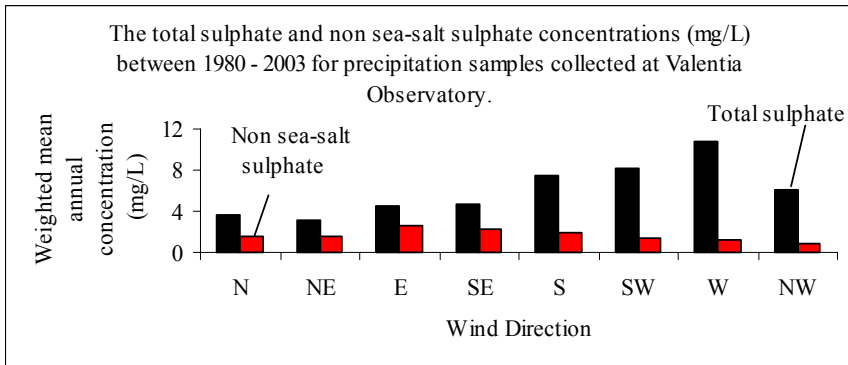 The total sulphate and non sea-salt sulphate concentrations (mg/L)
between 1980 - 2003 for precipitation samples collected at Valentia
Observatory.
Weighted mean
annual
concentration
(mg/L)
12
8
4
0
Non sea-salt
sulphate
Total sulphate
N NE E SE S SW W NW
Wind Direction